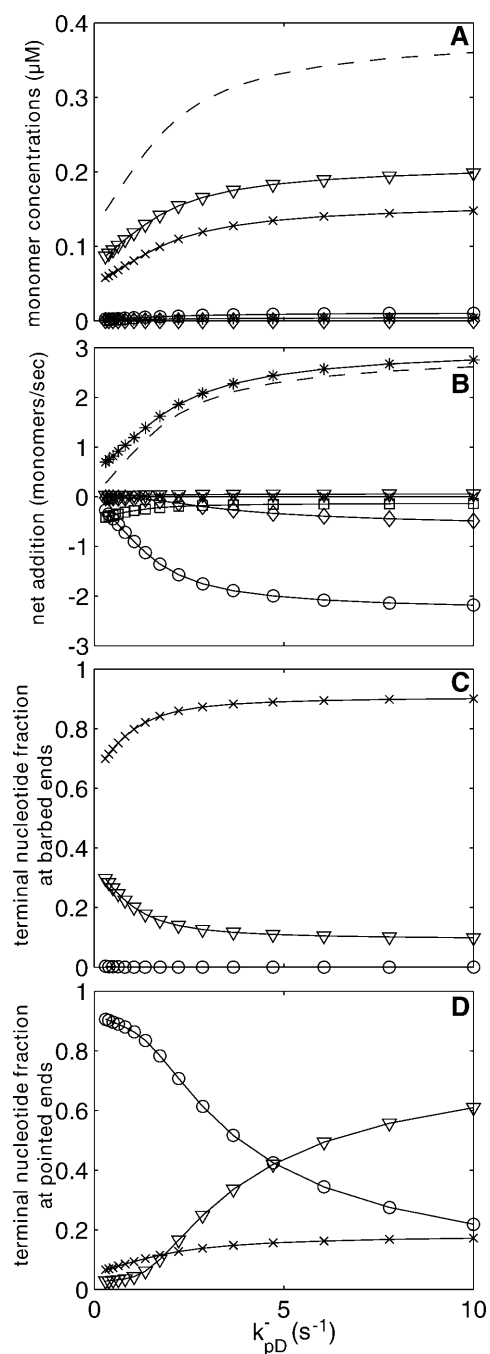 A
monomer concentrations (μM)
0.4
0.3
0.2
0.1
0
B
net addition (monomers/sec)
3
2
1
0
-1
-2
-3
C
terminal nucleotide fraction
at barbed ends
1
0.8
0.6
0.4
0.2
0
D
terminal nucleotide fraction
at pointed ends
1
0.8
0.6
0.4
0.2
0
0 5 10
k⁻pD (s⁻¹)